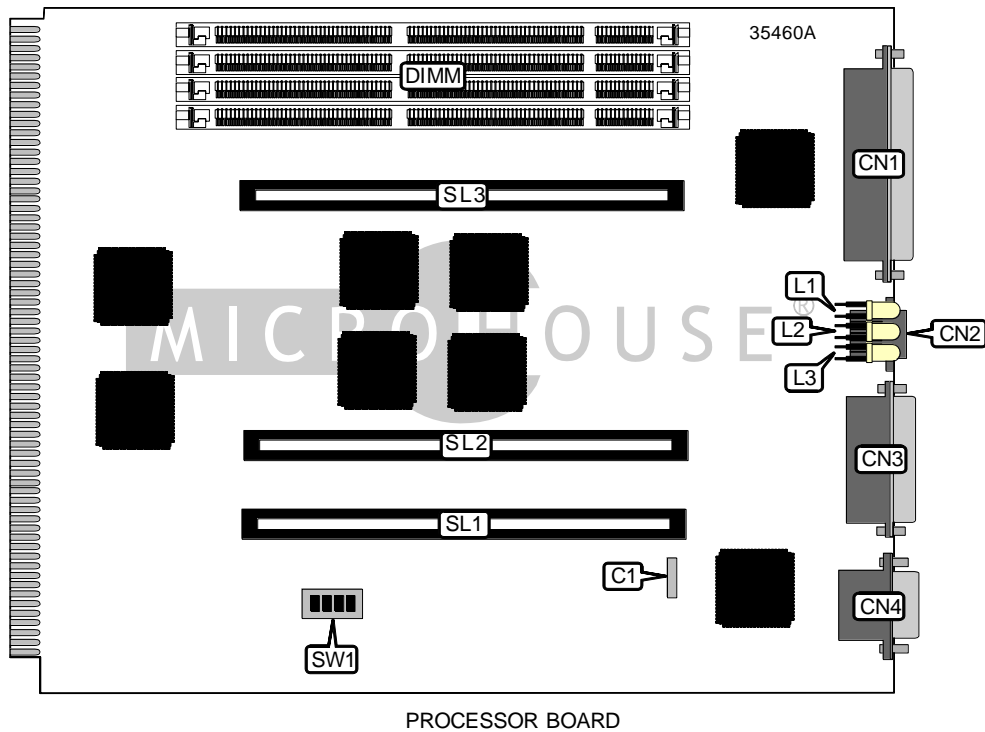 35460A
DIMM
CN1
SL3
L1
L2
CN2
MICROHOUSE®
L3
SL2
CN3
SL1
C1
CN4
SW1
PROCESSOR BOARD